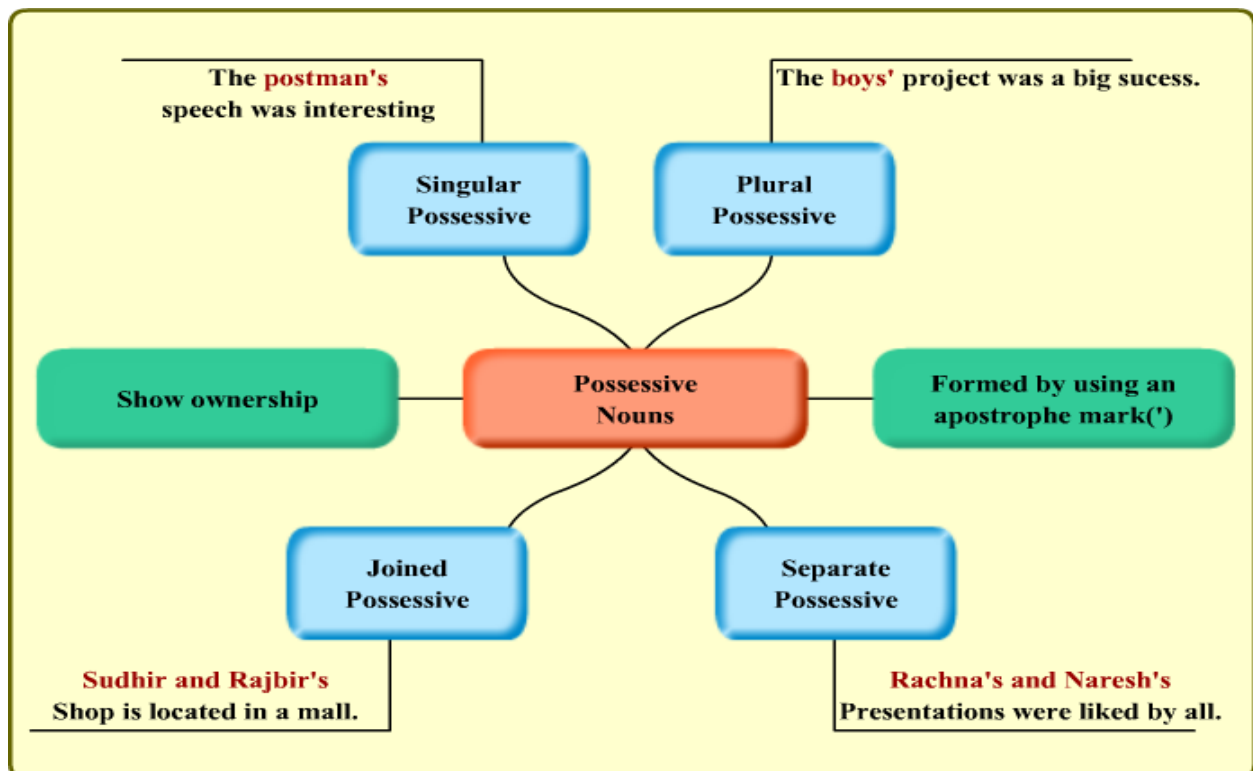 The postman's
speech was interesting
The boys' project was a big sucess.
Singular
Possessive
Plural
Possessive
Show ownership
Possessive
Nouns
Formed by using an
apostrophe mark(')
Joined
Possessive
Separate
Possessive
Sudhir and Rajbir's
Shop is located in a mall.
Rachna's and Naresh's
Presentations were liked by all.